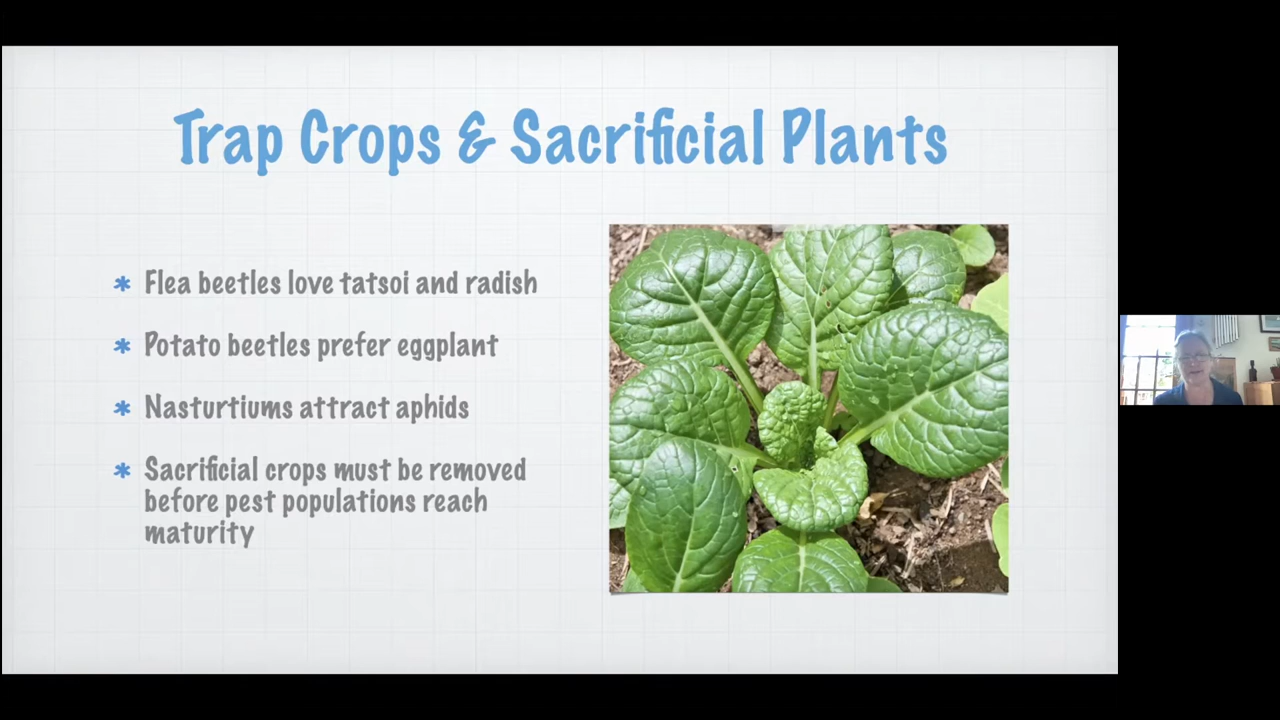 Trap Crops & Sacrificial Plants
* Flea beetles love tatsoi and radish
* Potato beetles prefer eggplant
* Nasturtiums attract aphids
* Sacrificial crops must be removed
before pest populations reach
maturity